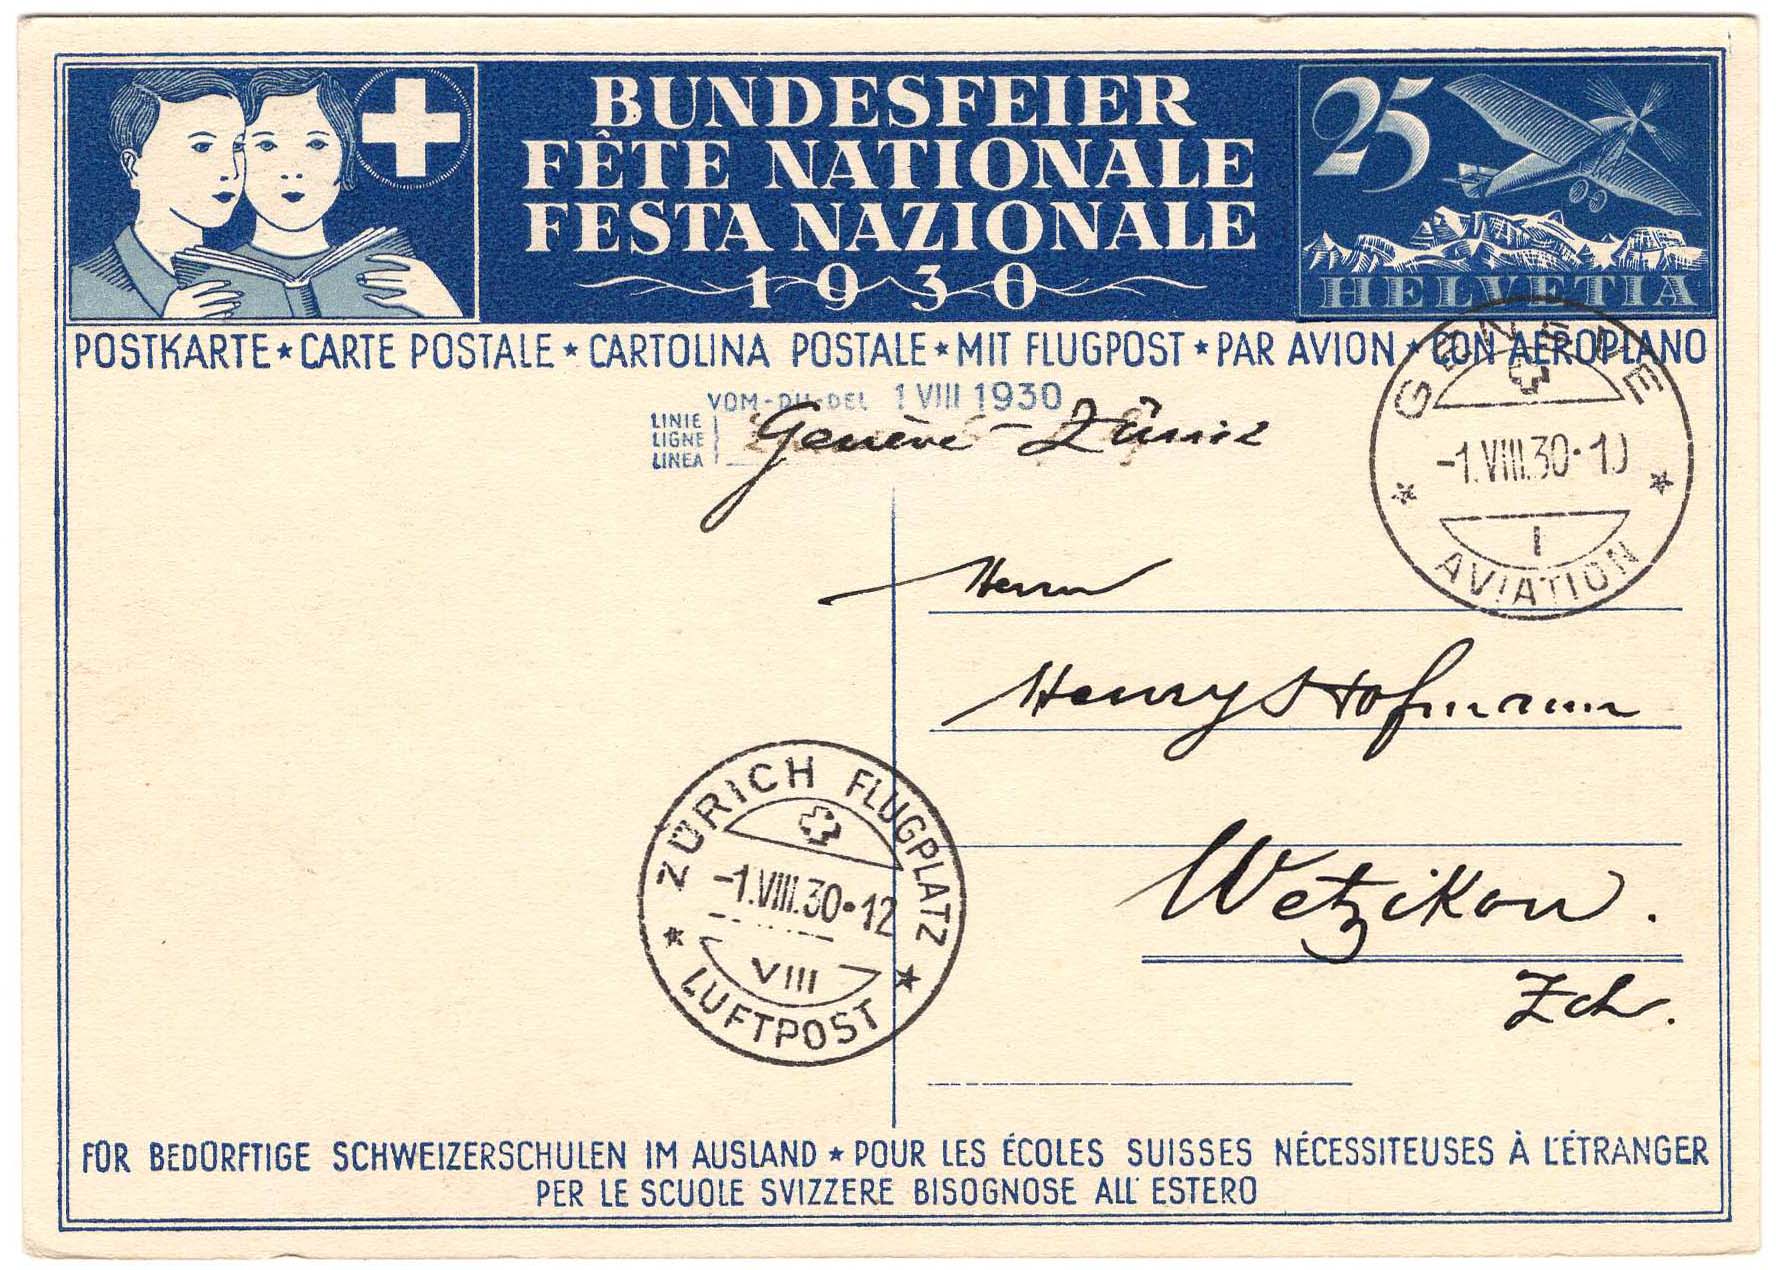 BUNDESFEIER
FÊTE NATIONALE
FESTA NAZIONALE
1930
25
HELVETIA
POSTKARTE ★ CARTE POSTALE ★ CARTOLINA POSTALE ★ MIT FLUGPOST ★ PAR AVION ★ CON AEROPLANO
VOM-DU-DEL 1 VIII 1930
LINIE
LIGNE
LINEA
Genève - Zürich
GENÈVE
-1.VIII.30·10
1
AVIATION
Herrn
Henry Hofmann
Wetzikon.
Zch.
ZÜRICH FLUGPLATZ
-1.VIII.30·12
VIII
LUFTPOST
FÜR BEDÜRFTIGE SCHWEIZERSCHULEN IM AUSLAND ★ POUR LES ÉCOLES SUISSES NÉCESSITEUSES À L'ÉTRANGER
PER LE SCUOLE SVIZZERE BISOGNOSE ALL' ESTERO